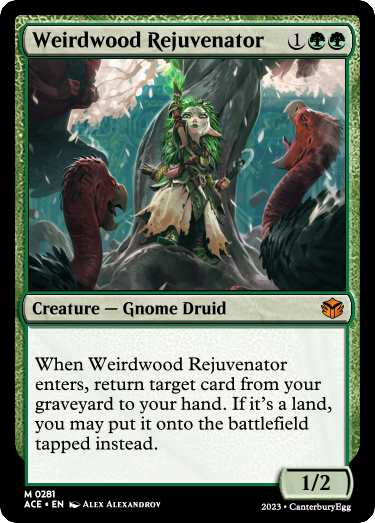 Weirdwood Rejuvenator 1
Creature — Gnome Druid
When Weirdwood Rejuvenator
enters, return target card from your
graveyard to your hand. If it's a land,
you may put it onto the battlefield
tapped instead.
1/2
M 0281
ACE • EN Alex Alexandrov
2023 • CanterburyEgg